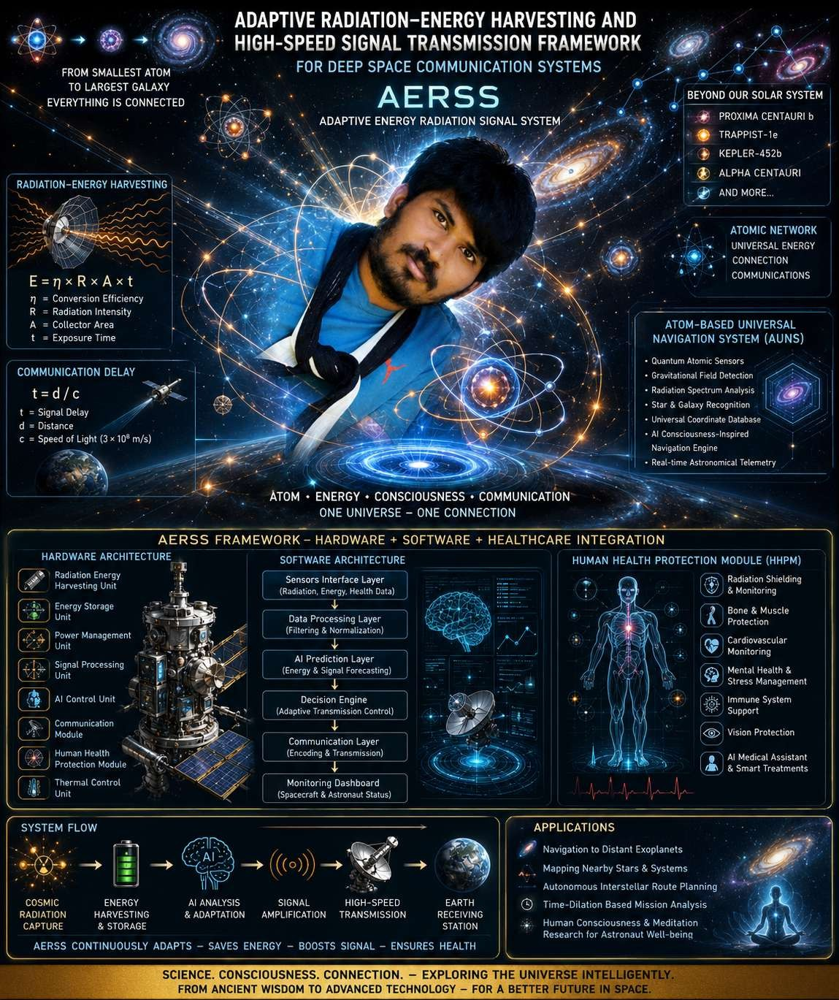 ADAPTIVE RADIATION–ENERGY HARVESTING AND
HIGH-SPEED SIGNAL TRANSMISSION FRAMEWORK
FOR DEEP SPACE COMMUNICATION SYSTEMS
AERSS
ADAPTIVE ENERGY RADIATION SIGNAL SYSTEM
FROM SMALLEST ATOM
TO LARGEST GALAXY
EVERYTHING IS CONNECTED
BEYOND OUR SOLAR SYSTEM
PROXIMA CENTAURI b
TRAPPIST-1e
KEPLER-452b
ALPHA CENTAURI
AND MORE...
RADIATION–ENERGY HARVESTING
E = η × R × A × t
η = Conversion Efficiency
R = Radiation Intensity
A = Collector Area
t = Exposure Time
ATOMIC NETWORK
UNIVERSAL ENERGY
CONNECTION
COMMUNICATIONS
COMMUNICATION DELAY
t = d / c
t = Signal Delay
d = Distance
c = Speed of Light (3 × 10⁸ m/s)
ATOM-BASED UNIVERSAL
NAVIGATION SYSTEM (AUNS)
• Quantum Atomic Sensors
• Gravitational Field Detection
• Radiation Spectrum Analysis
• Star & Galaxy Recognition
• Universal Coordinate Database
• AI Consciousness-Inspired
Navigation Engine
• Real-time Astronomical Telemetry
ATOM • ENERGY • CONSCIOUSNESS • COMMUNICATION
ONE UNIVERSE – ONE CONNECTION
AERSS FRAMEWORK – HARDWARE + SOFTWARE + HEALTHCARE INTEGRATION
HARDWARE ARCHITECTURE
Radiation Energy
Harvesting Unit
Energy Storage
Unit
Power Management
Unit
Signal Processing
Unit
AI Control Unit
Communication
Module
Human Health
Protection Module
Thermal Control
Unit
SOFTWARE ARCHITECTURE
Sensors Interface Layer
(Radiation, Energy, Health Data)
Data Processing Layer
(Filtering & Normalization)
AI Prediction Layer
(Energy & Signal Forecasting)
Decision Engine
(Adaptive Transmission Control)
Communication Layer
(Encoding & Transmission)
Monitoring Dashboard
(Spacecraft & Astronaut Status)
HUMAN HEALTH PROTECTION MODULE (HHPM)
Radiation Shielding
& Monitoring
Bone & Muscle
Protection
Cardiovascular
Monitoring
Mental Health &
Stress Management
Immune System
Support
Vision Protection
AI Medical Assistant
& Smart Treatments
SYSTEM FLOW
AI
COSMIC
RADIATION
CAPTURE
ENERGY
HARVESTING
& STORAGE
AI ANALYSIS
& ADAPTATION
SIGNAL
AMPLIFICATION
HIGH-SPEED
TRANSMISSION
EARTH
RECEIVING
STATION
AERSS CONTINUOUSLY ADAPTS – SAVES ENERGY – BOOSTS SIGNAL – ENSURES HEALTH
APPLICATIONS
Navigation to Distant Exoplanets
Mapping Nearby Stars & Systems
Autonomous Interstellar Route Planning
Time-Dilation Based Mission Analysis
Human Consciousness & Meditation
Research for Astronaut Well-being
SCIENCE. CONSCIOUSNESS. CONNECTION. – EXPLORING THE UNIVERSE INTELLIGENTLY.
FROM ANCIENT WISDOM TO ADVANCED TECHNOLOGY – FOR A BETTER FUTURE IN SPACE.